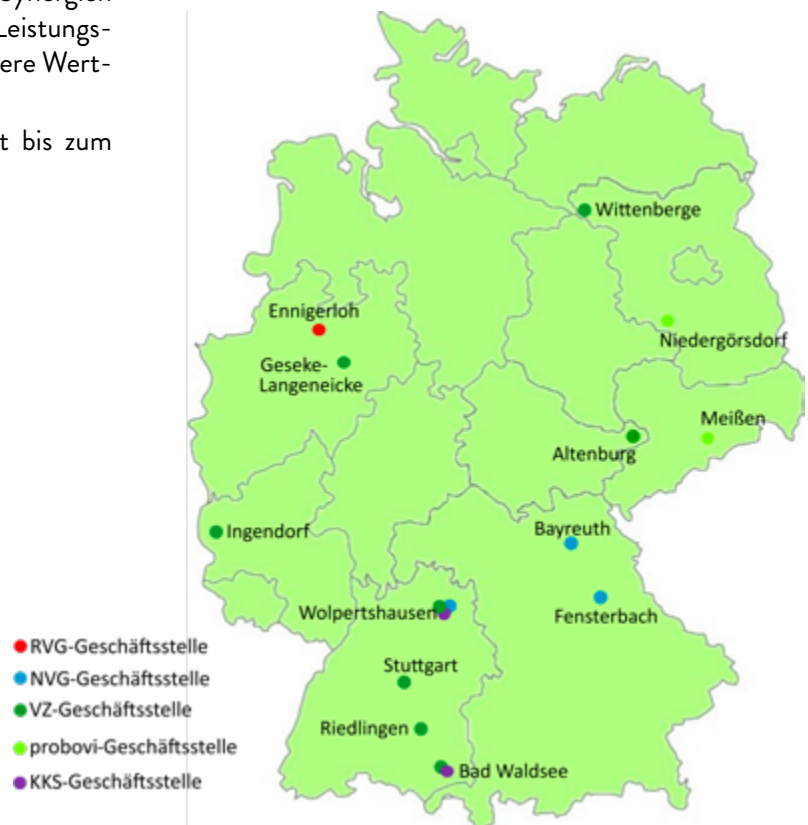 Synergien
Leistungs-
ere Wert-
t bis zum
Wittenberge
Ennigerloh
Niedergörsdorf
Geseke-
Langeneicke
Meißen
Altenburg
Ingendorf
Bayreuth
Wolpertshausen
Fensterbach
RVG-Geschäftsstelle
Stuttgart
NVG-Geschäftsstelle
VZ-Geschäftsstelle
Riedlingen
probovi-Geschäftsstelle
Bad Waldsee
KKS-Geschäftsstelle